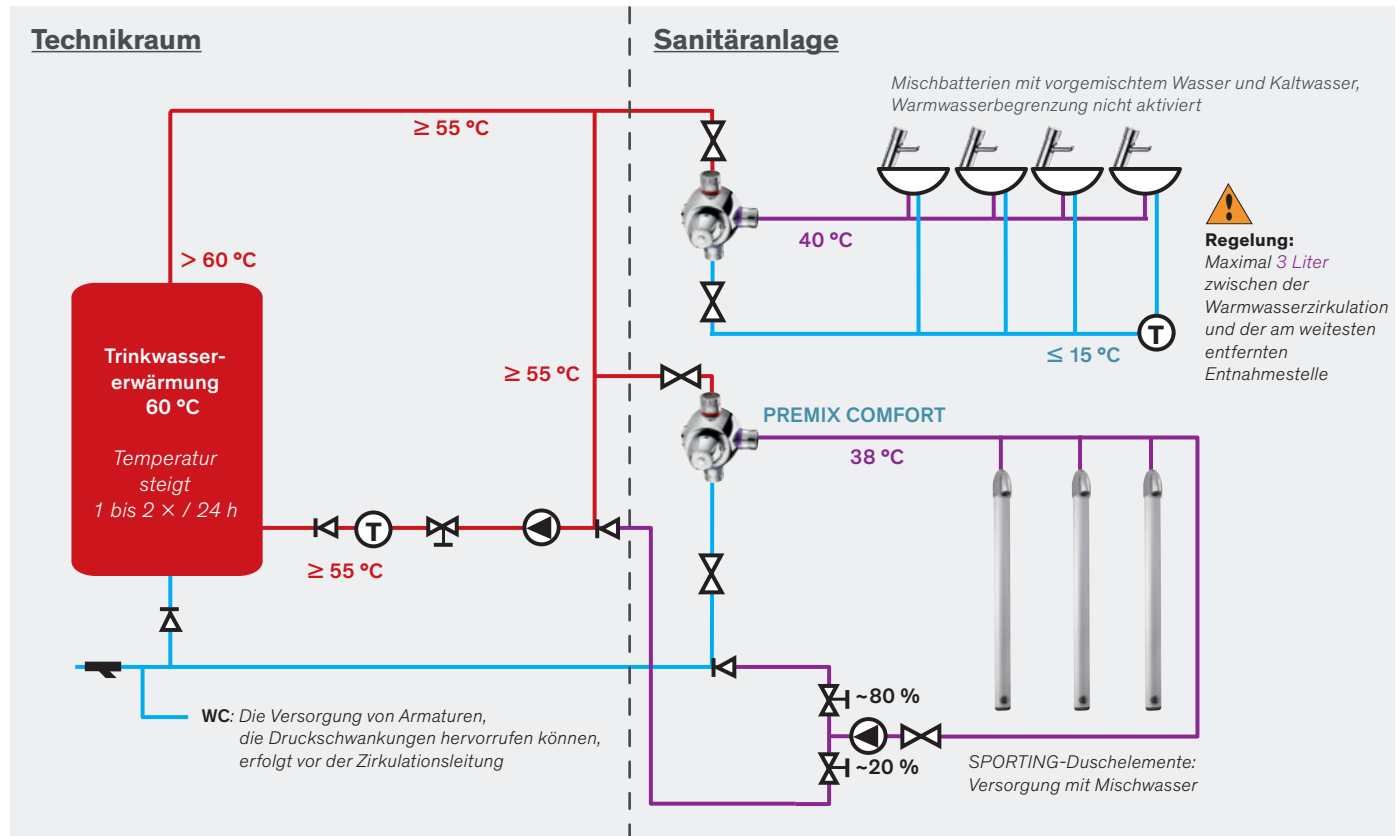 Technikraum
Sanitäranlage
Mischbatterien mit vorgemischtem Wasser und Kaltwasser,
Warmwasserbegrenzung nicht aktiviert
≥ 55 °C
> 60 °C
40 °C
Regelung:
Maximal 3 Liter
zwischen der
Warmwasserzirkulation
und der am weitesten
entfernten
Entnahmestelle
T
≤ 15 °C
Trinkwasser-
erwärmung
60 °C
Temperatur
steigt
1 bis 2 × / 24 h
≥ 55 °C
PREMIX COMFORT
38 °C
T
≥ 55 °C
~80 %
~20 %
WC: Die Versorgung von Armaturen,
die Druckschwankungen hervorrufen können,
erfolgt vor der Zirkulationsleitung
SPORTING-Duschelemente:
Versorgung mit Mischwasser